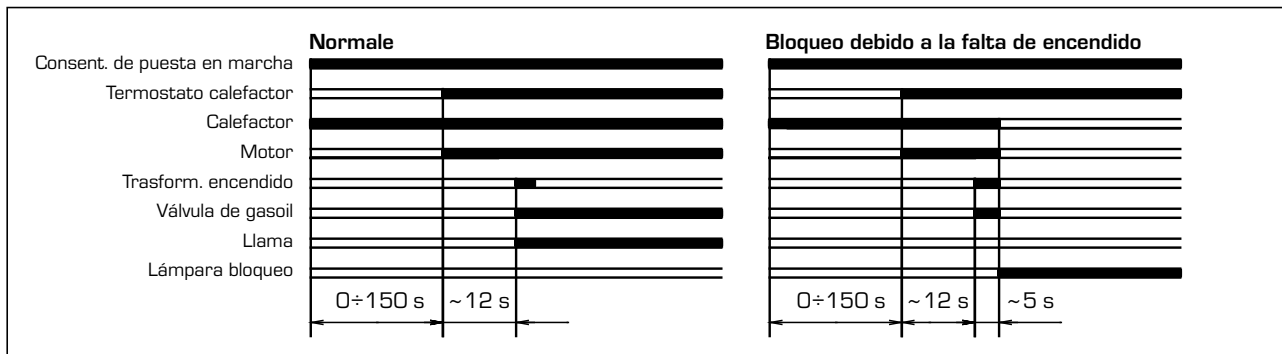 Normale
Bloqueo debido a la falta de encendido
Consent. de puesta en marcha
Termostato calefactor
Calefactor
Motor
Trasform. encendido
Válvula de gasoil
Llama
Lámpara bloqueo
0÷150 s ~12 s
0÷150 s ~12 s ~5 s